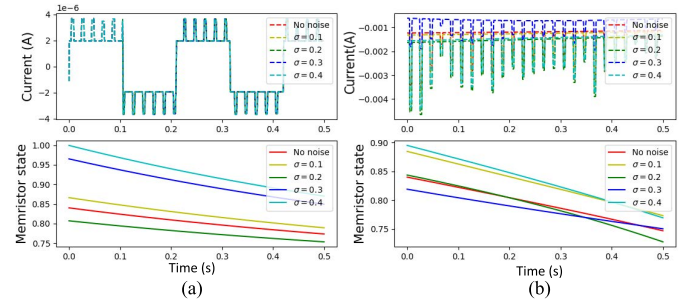 1e−6
Current (A)
4
2
0
−2
−4
0.0 0.1 0.2 0.3 0.4 0.5
No noise
σ = 0.1
σ = 0.2
σ = 0.3
σ = 0.4
Current(A)
−0.001
−0.002
−0.003
−0.004
0.0 0.1 0.2 0.3 0.4 0.5
No noise
σ = 0.1
σ = 0.2
σ = 0.3
σ = 0.4
Memristor state
1.00
0.95
0.90
0.85
0.80
0.75
0.0 0.1 0.2 0.3 0.4 0.5
Time (s)
No noise
σ = 0.1
σ = 0.2
σ = 0.3
σ = 0.4
(a)
Memristor state
0.90
0.85
0.80
0.75
0.0 0.1 0.2 0.3 0.4 0.5
Time (s)
No noise
σ = 0.1
σ = 0.2
σ = 0.3
σ = 0.4
(b)